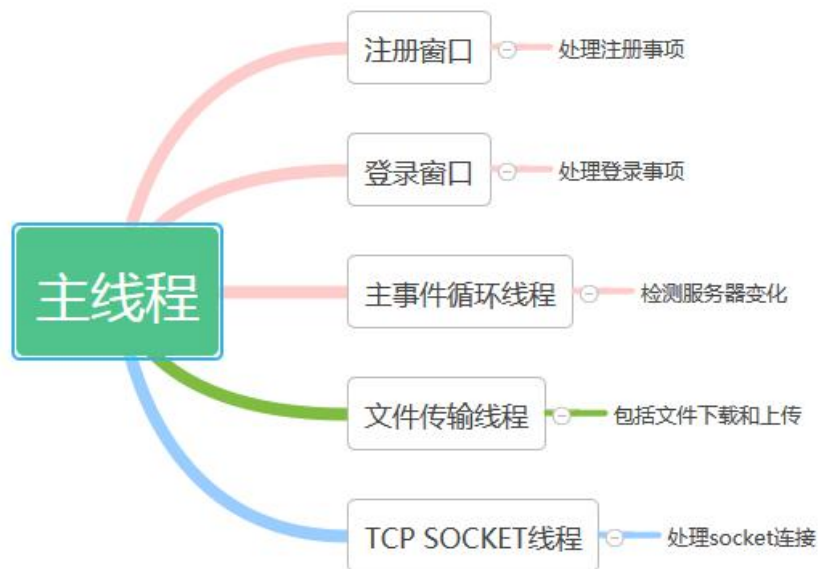 注册窗口
处理注册事项
登录窗口
处理登录事项
主线程
主事件循环线程
检测服务器变化
文件传输线程
包括文件下载和上传
TCP SOCKET线程
处理socket连接